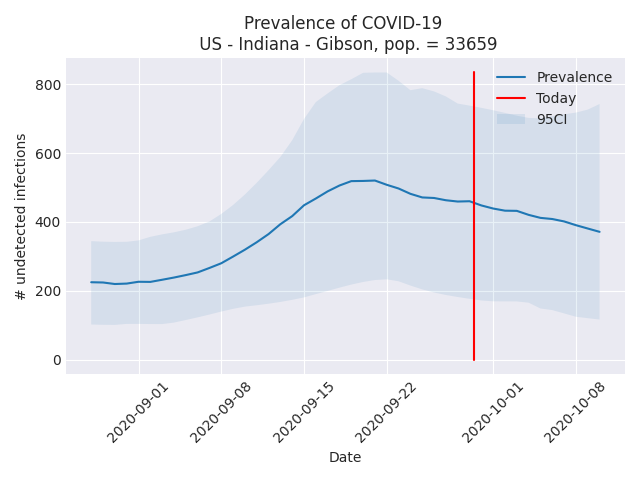 Prevalence of COVID-19
US - Indiana - Gibson, pop. = 33659
# undetected infections
800
600
400
200
0
Prevalence
Today
95CI
2020-09-01
2020-09-08
2020-09-15
2020-09-22
2020-10-01
2020-10-08
Date